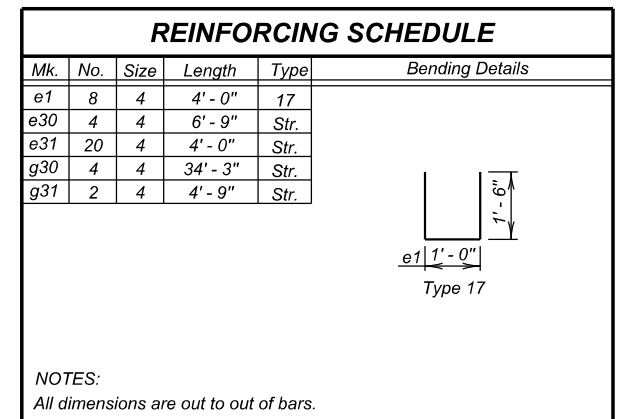 REINFORCING SCHEDULE
Mk. No. Size Length Type Bending Details
e1 8 4 4' - 0" 17
e30 4 4 6' - 9" Str.
e31 20 4 4' - 0" Str.
g30 4 4 34' - 3" Str.
g31 2 4 4' - 9" Str.
1' - 6"
e1 1' - 0"
Type 17
NOTES:
All dimensions are out to out of bars.